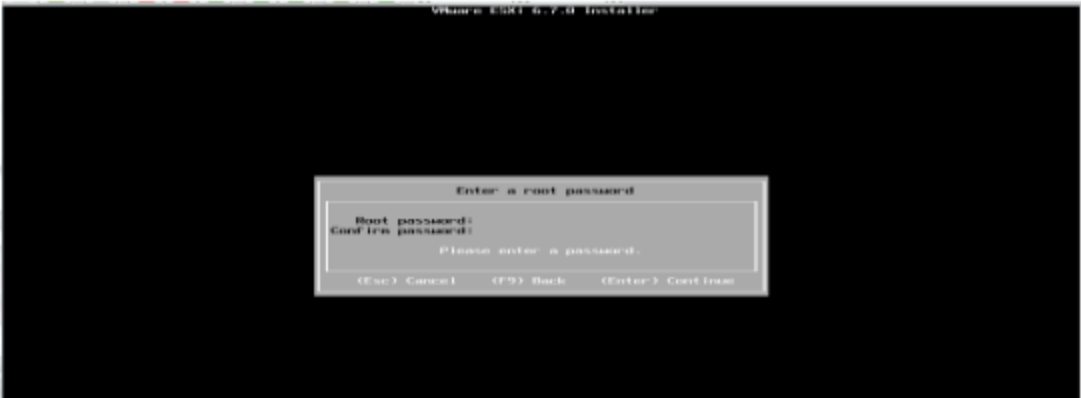 VMware ESXi 6.7.0 Installer
Enter a root password
Root password:
Confirm password:
Please enter a password.
(Esc) Cancel (F9) Back (Enter) Continue